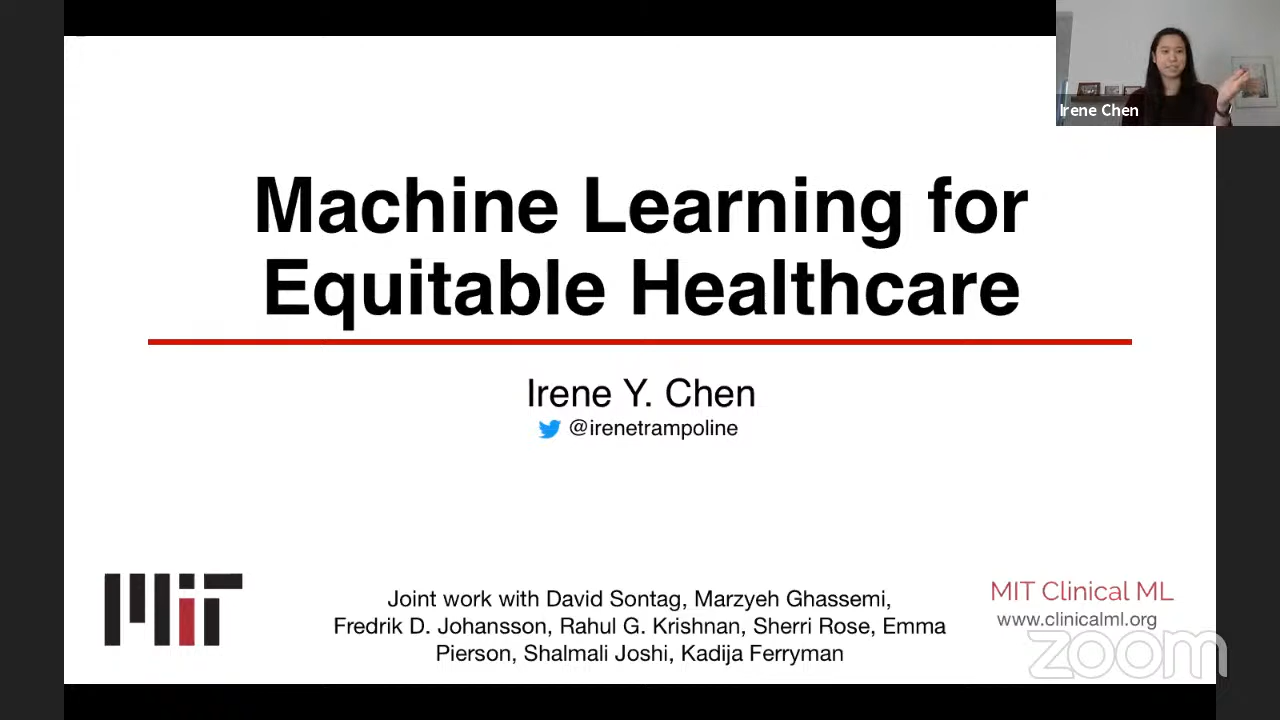 Irene Chen
Machine Learning for
Equitable Healthcare
Irene Y. Chen
@irenetrampoline
MIT
Joint work with David Sontag, Marzyeh Ghassemi,
Fredrik D. Johansson, Rahul G. Krishnan, Sherri Rose, Emma
Pierson, Shalmali Joshi, Kadija Ferryman
MIT Clinical ML
www.clinicalml.org
zoom